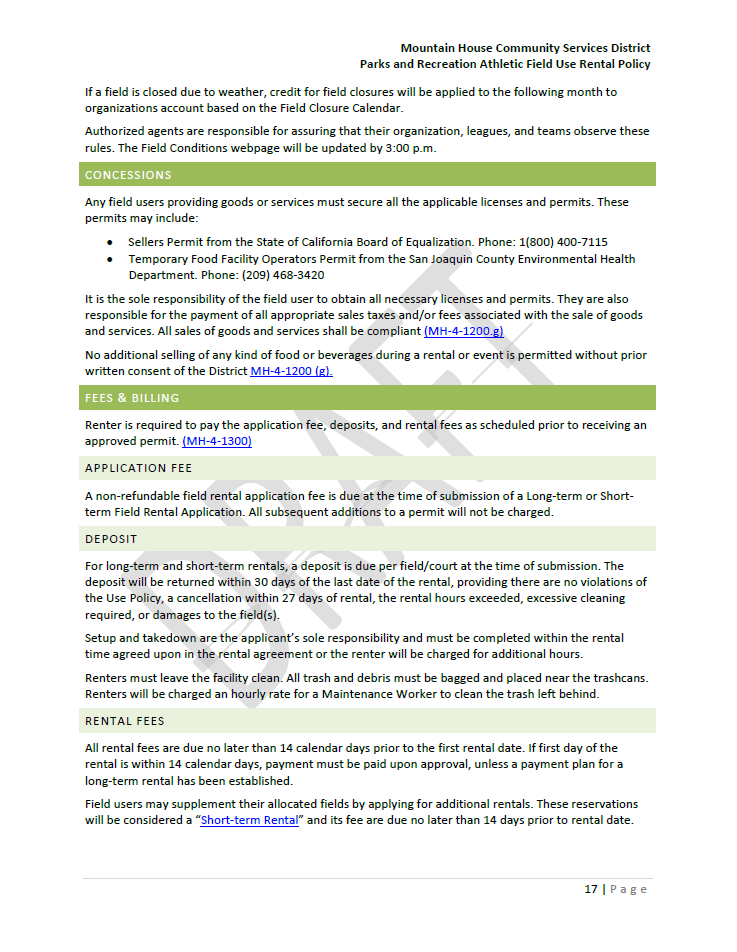 Mountain House Community Services District
Parks and Recreation Athletic Field Use Rental Policy
If a field is closed due to weather, credit for field closures will be applied to the following month to
organizations account based on the Field Closure Calendar.
Authorized agents are responsible for assuring that their organization, leagues, and teams observe these
rules. The Field Conditions webpage will be updated by 3:00 p.m.
CONCESSIONS
Any field users providing goods or services must secure all the applicable licenses and permits. These
permits may include:
• Sellers Permit from the State of California Board of Equalization. Phone: 1(800) 400-7115
• Temporary Food Facility Operators Permit from the San Joaquin County Environmental Health
Department. Phone: (209) 468-3420
It is the sole responsibility of the field user to obtain all necessary licenses and permits. They are also
responsible for the payment of all appropriate sales taxes and/or fees associated with the sale of goods
and services. All sales of goods and services shall be compliant (MH-4-1200.g)
No additional selling of any kind of food or beverages during a rental or event is permitted without prior
written consent of the District MH-4-1200 (g).
FEES & BILLING
Renter is required to pay the application fee, deposits, and rental fees as scheduled prior to receiving an
approved permit. (MH-4-1300)
APPLICATION FEE
A non-refundable field rental application fee is due at the time of submission of a Long-term or Short-
term Field Rental Application. All subsequent additions to a permit will not be charged.
DEPOSIT
For long-term and short-term rentals, a deposit is due per field/court at the time of submission. The
deposit will be returned within 30 days of the last date of the rental, providing there are no violations of
the Use Policy, a cancellation within 27 days of rental, the rental hours exceeded, excessive cleaning
required, or damages to the field(s).
Setup and takedown are the applicant's sole responsibility and must be completed within the rental
time agreed upon in the rental agreement or the renter will be charged for additional hours.
Renters must leave the facility clean. All trash and debris must be bagged and placed near the trashcans.
Renters will be charged an hourly rate for a Maintenance Worker to clean the trash left behind.
RENTAL FEES
All rental fees are due no later than 14 calendar days prior to the first rental date. If first day of the
rental is within 14 calendar days, payment must be paid upon approval, unless a payment plan for a
long-term rental has been established.
Field users may supplement their allocated fields by applying for additional rentals. These reservations
will be considered a “Short-term Rental” and its fee are due no later than 14 days prior to rental date.
DRAFT
17 | Page